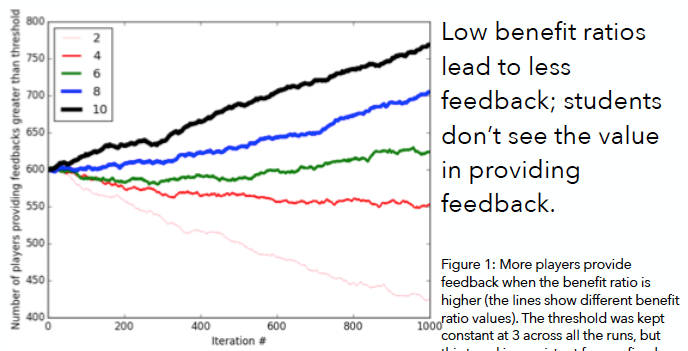 800
750
700
650
600
550
500
450
400
0
200
400
600
800
1000
Iteration #
Number of players providing feedbacks greater than threshold
2
4
6
8
10
Low benefit ratios
lead to less
feedback; students
don’t see the value
in providing
feedback.
Figure 1: More players provide
feedback when the benefit ratio is
higher (the lines show different benefit
ratio values). The threshold was kept
constant at 3 across all the runs, but